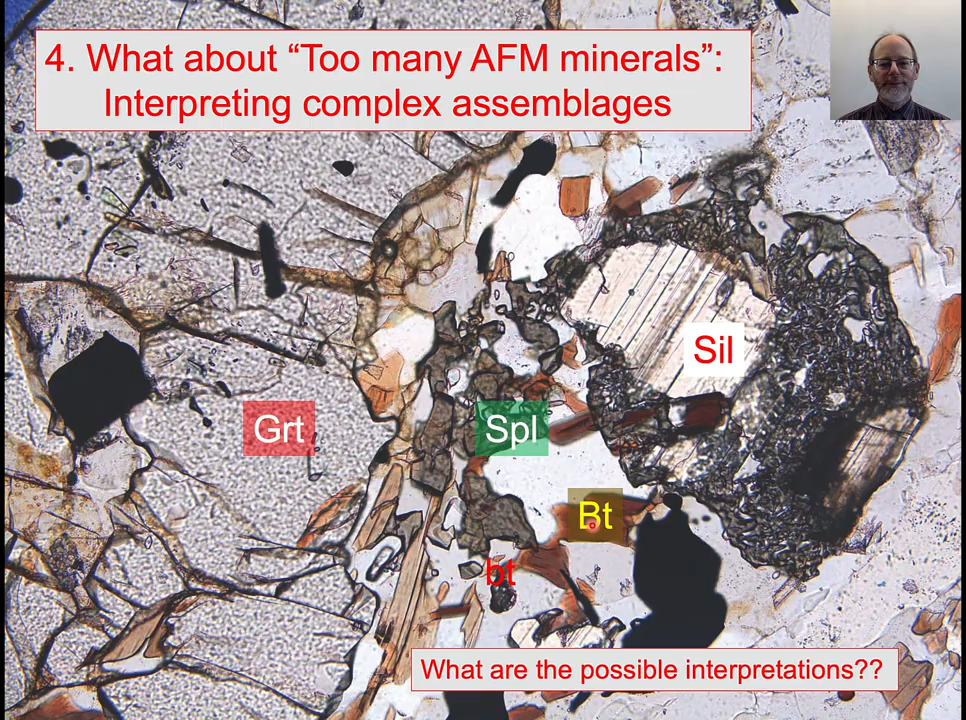 4. What about “Too many AFM minerals”:
Interpreting complex assemblages
Sil
Grt
Spl
Bt
bt
What are the possible interpretations??